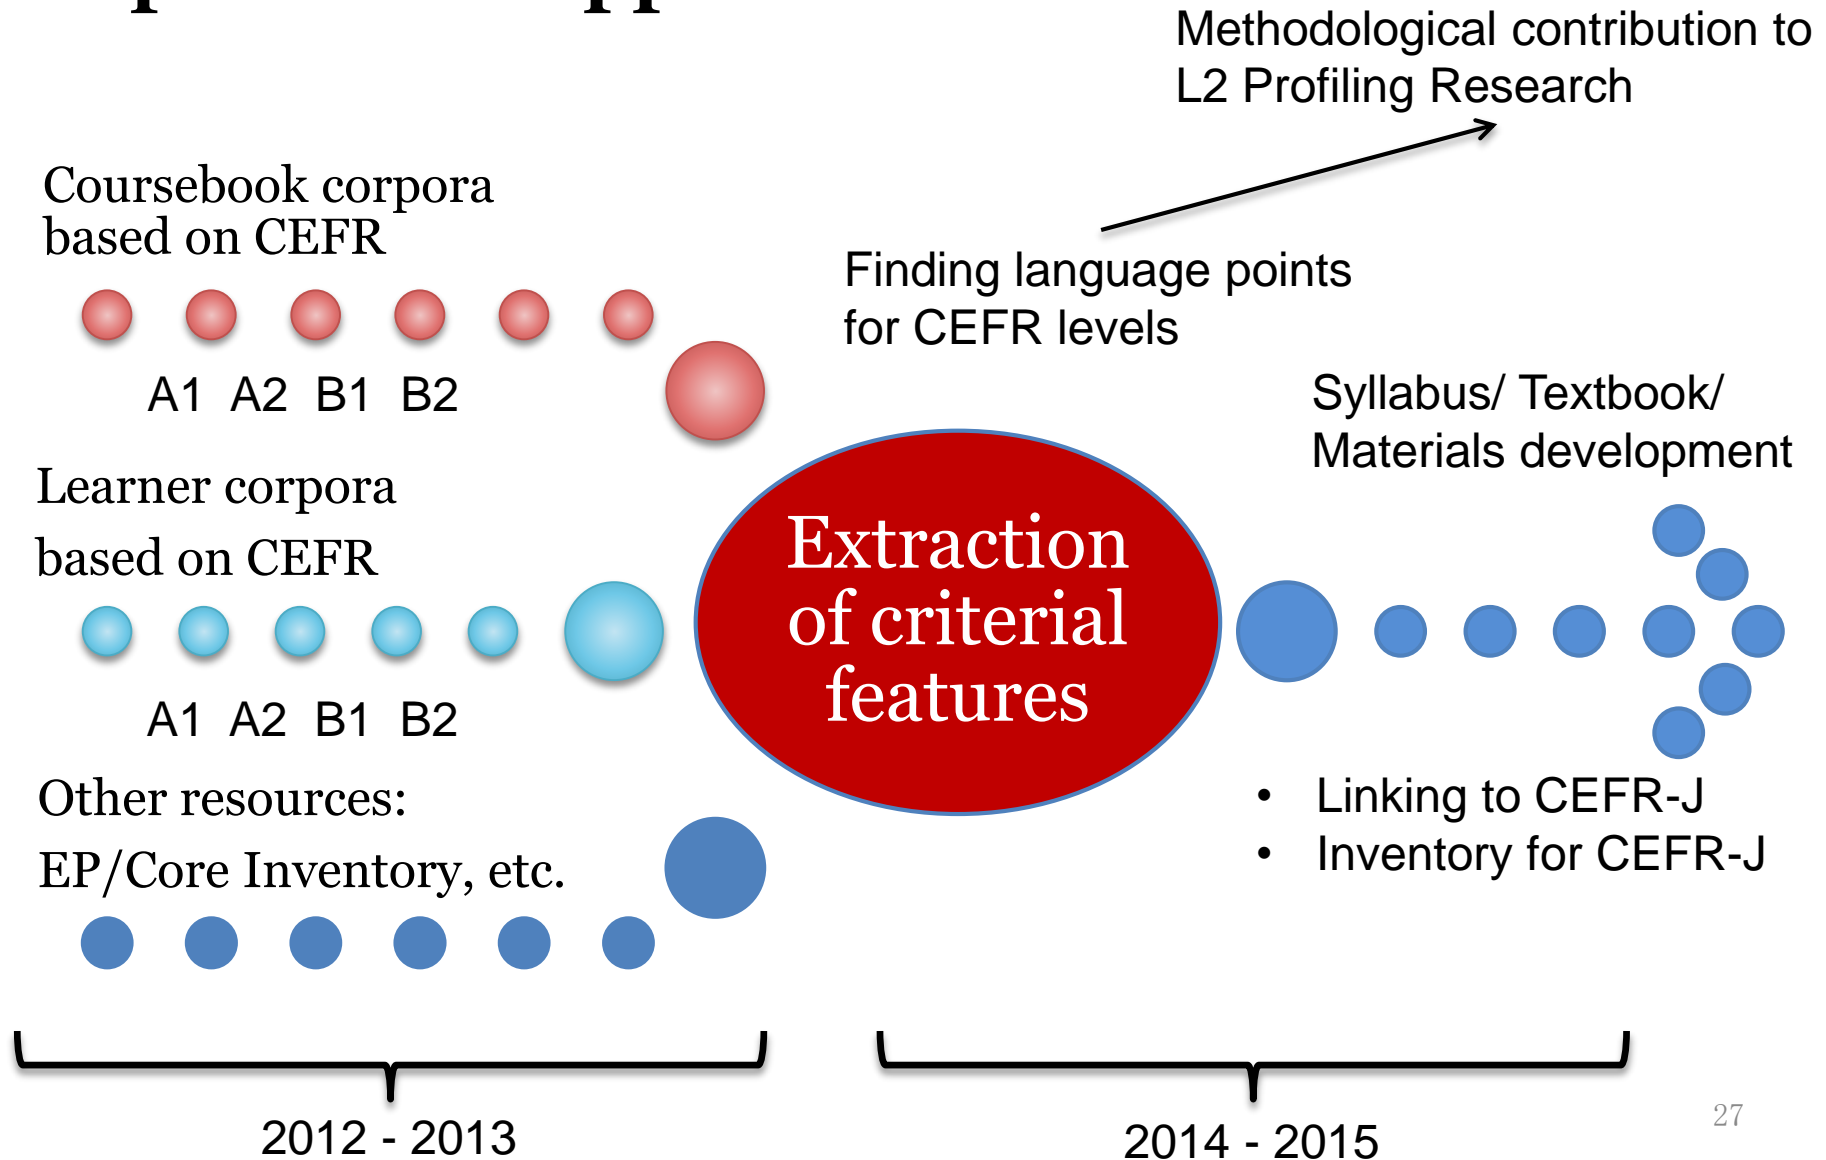 Methodological contribution to
L2 Profiling Research
Coursebook corpora
based on CEFR
A1 A2 B1 B2
Finding language points
for CEFR levels
Syllabus/ Textbook/
Materials development
Learner corpora
based on CEFR
A1 A2 B1 B2
Extraction
of criterial
features
Other resources:
EP/Core Inventory, etc.
• Linking to CEFR-J
• Inventory for CEFR-J
2012 - 2013
2014 - 2015
27